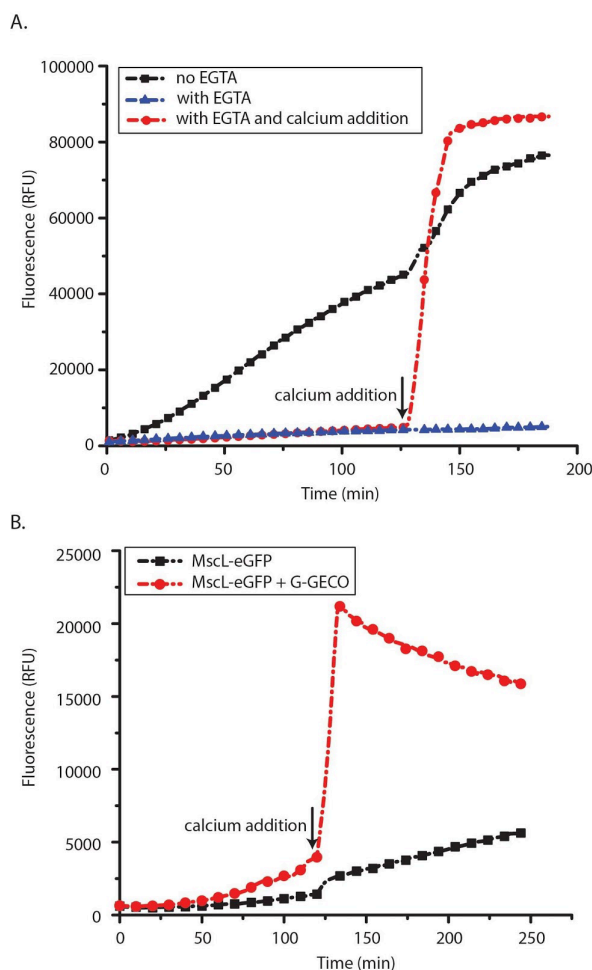 A.
100000
no EGTA
with EGTA
with EGTA and calcium addition
80000
60000
40000
20000
0
Fluorescence (RFU)
calcium addition
0 50 100 150 200
Time (min)
B.
25000
MscL-eGFP
MscL-eGFP + G-GECO
20000
15000
10000
5000
0
Fluorescence (RFU)
calcium addition
0 50 100 150 200 250
Time (min)